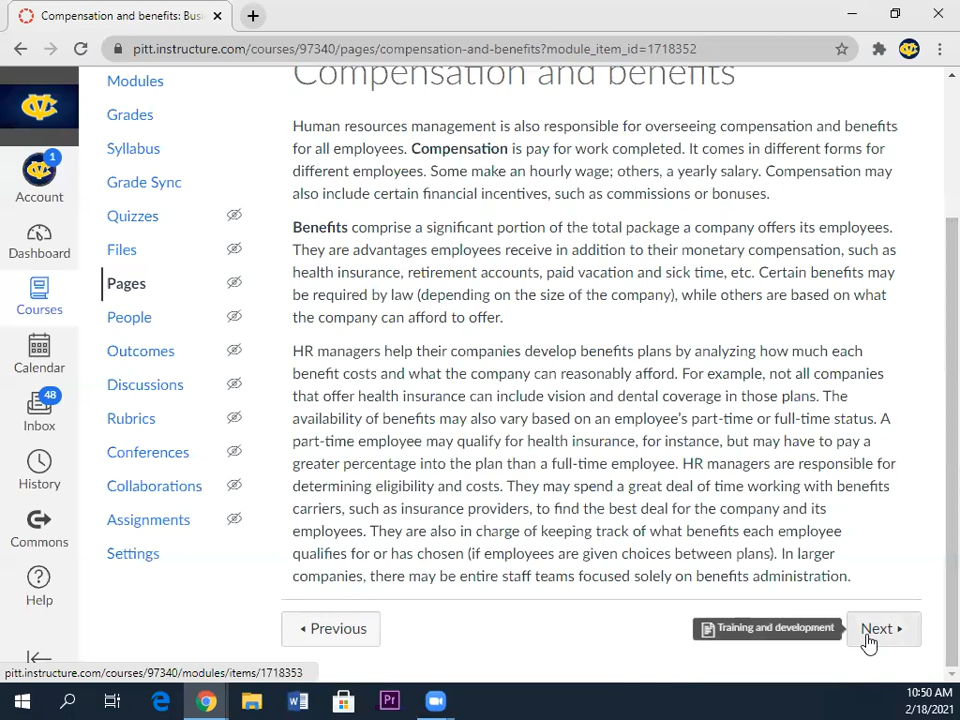 Compensation and benefits: Busi
pitt.instructure.com/courses/97340/pages/compensation-and-benefits?module_item_id=1718352
Compensation and benefits
Modules
Grades
Syllabus
Grade Sync
Quizzes
Files
Pages
People
Outcomes
Discussions
Rubrics
Conferences
Collaborations
Assignments
Settings
1
Account
Dashboard
Courses
Calendar
48
Inbox
History
Commons
Help
Human resources management is also responsible for overseeing compensation and benefits
for all employees. Compensation is pay for work completed. It comes in different forms for
different employees. Some make an hourly wage; others, a yearly salary. Compensation may
also include certain financial incentives, such as commissions or bonuses.
Benefits comprise a significant portion of the total package a company offers its employees.
They are advantages employees receive in addition to their monetary compensation, such as
health insurance, retirement accounts, paid vacation and sick time, etc. Certain benefits may
be required by law (depending on the size of the company), while others are based on what
the company can afford to offer.
HR managers help their companies develop benefits plans by analyzing how much each
benefit costs and what the company can reasonably afford. For example, not all companies
that offer health insurance can include vision and dental coverage in those plans. The
availability of benefits may also vary based on an employee's part-time or full-time status. A
part-time employee may qualify for health insurance, for instance, but may have to pay a
greater percentage into the plan than a full-time employee. HR managers are responsible for
determining eligibility and costs. They may spend a great deal of time working with benefits
carriers, such as insurance providers, to find the best deal for the company and its
employees. They are also in charge of keeping track of what benefits each employee
qualifies for or has chosen (if employees are given choices between plans). In larger
companies, there may be entire staff teams focused solely on benefits administration.
Previous
Training and development
Next
pitt.instructure.com/courses/97340/modules/items/1718353
W
Pr
10:50 AM
2/18/2021